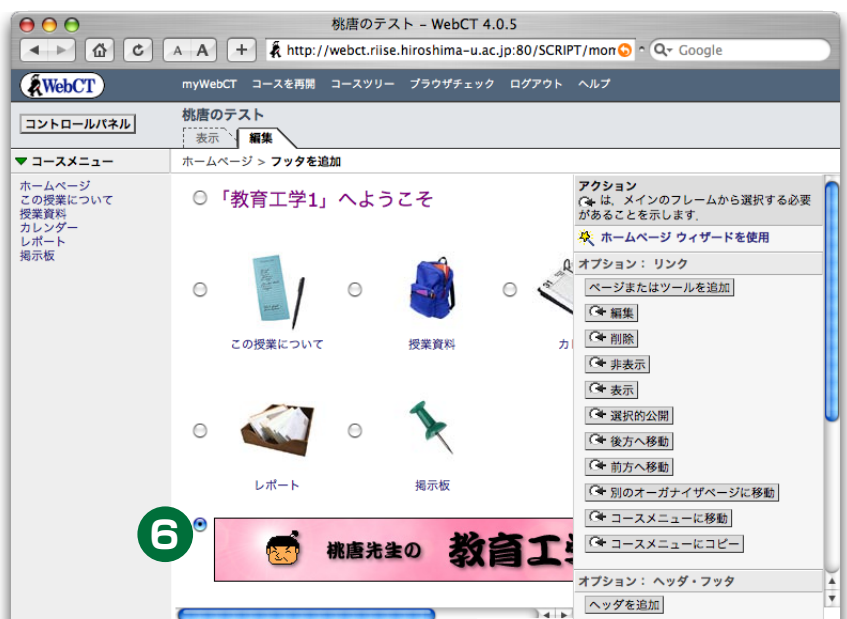 桃唐のテスト – WebCT 4.0.5
A A + http://webct.riise.hiroshima-u.ac.jp:80/SCRIPT/mon Google
WebCT myWebCT コースを再開 コースツリー ブラウザチェック ログアウト ヘルプ
コントロールパネル
桃唐のテスト
表示 編集
コースメニュー
ホームページ > フッタを追加
ホームページ
この授業について
授業資料
カレンダー
レポート
掲示板
「教育工学1」へようこそ
この授業について
授業資料
カ
レポート
掲示板
6
桃唐先生の 教育工学
アクション
は，メインのフレームから選択する必要
があることを示します．
ホームページ ウィザードを使用
オプション： リンク
ページまたはツールを追加
編集
削除
非表示
表示
選択的公開
後方へ移動
前方へ移動
別のオーガナイザページに移動
コースメニューに移動
コースメニューにコピー
オプション： ヘッダ・フッタ
ヘッダを追加